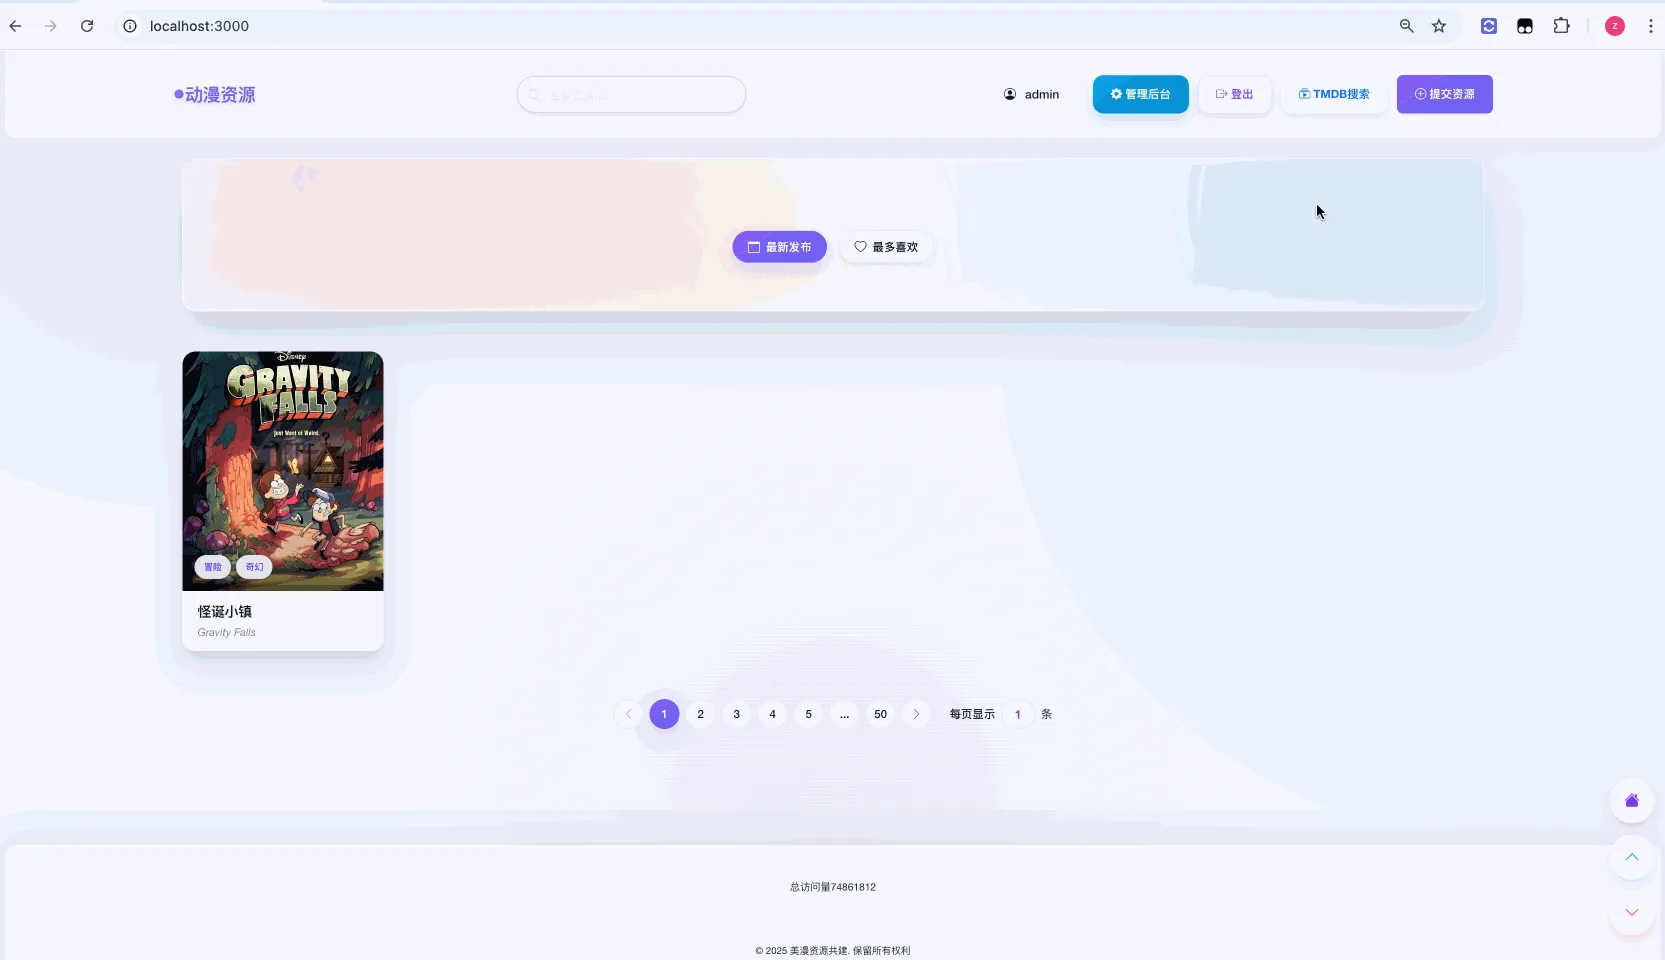 localhost:3000
z
动漫资源
admin
管理后台
登出
TMDB搜索
提交资源
最新发布
最多喜欢
Disney
GRAVITY
FALLS
Just West of Weird.
冒险
奇幻
怪诞小镇
Gravity Falls
1 2 3 4 5 ... 50 每页显示 1 条
总访问量74861812
© 2025 美漫资源共建. 保留所有权利